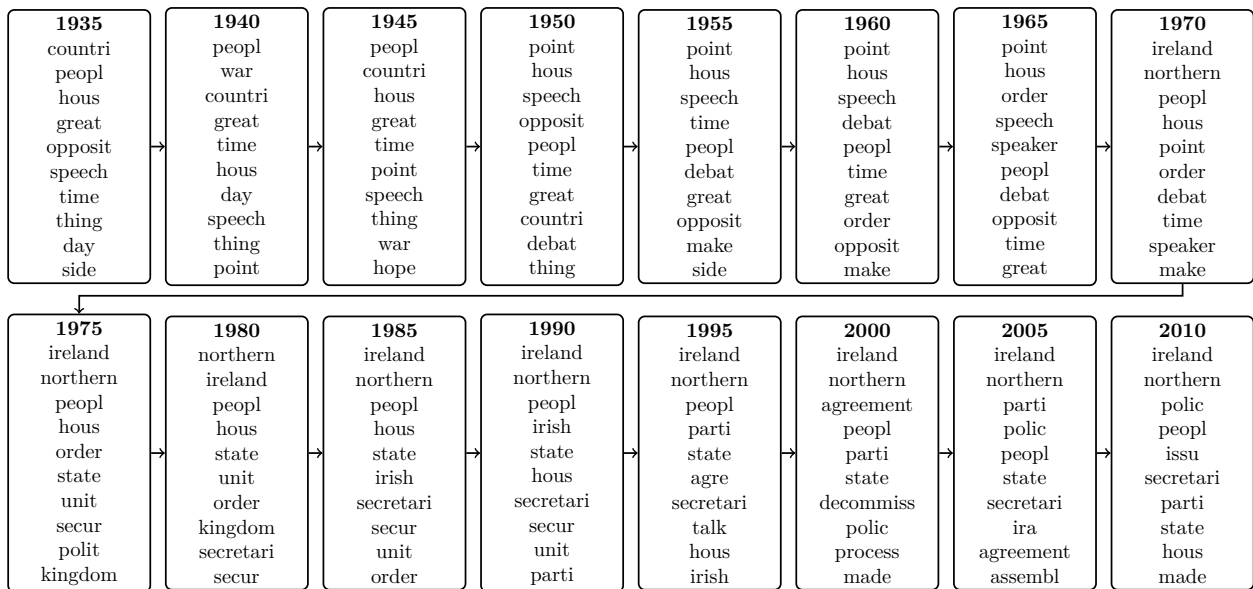 1935
countri
peopl
hous
great
opposit
speech
time
thing
day
side
1940
peopl
war
countri
great
time
hous
day
speech
thing
point
1945
peopl
countri
hous
great
time
point
speech
thing
war
hope
1950
point
hous
speech
opposit
peopl
time
great
countri
debat
thing
1955
point
hous
speech
time
peopl
debat
great
opposit
make
side
1960
point
hous
speech
debat
peopl
time
great
order
opposit
make
1965
point
hous
order
speech
speaker
peopl
debat
opposit
time
great
1970
ireland
northern
peopl
hous
point
order
debat
time
speaker
make
1975
ireland
northern
peopl
hous
order
state
unit
secur
polit
kingdom
1980
northern
ireland
peopl
hous
state
unit
order
kingdom
secretari
secur
1985
ireland
northern
peopl
hous
state
irish
secretari
secur
unit
order
1990
ireland
northern
peopl
irish
state
hous
secretari
secur
unit
parti
1995
ireland
northern
peopl
parti
state
agre
secretari
talk
hous
irish
2000
ireland
northern
agreement
peopl
parti
state
decommiss
polic
process
made
2005
ireland
northern
parti
polic
peopl
state
secretari
ira
agreement
assembl
2010
ireland
northern
polic
peopl
issu
secretari
parti
state
hous
made